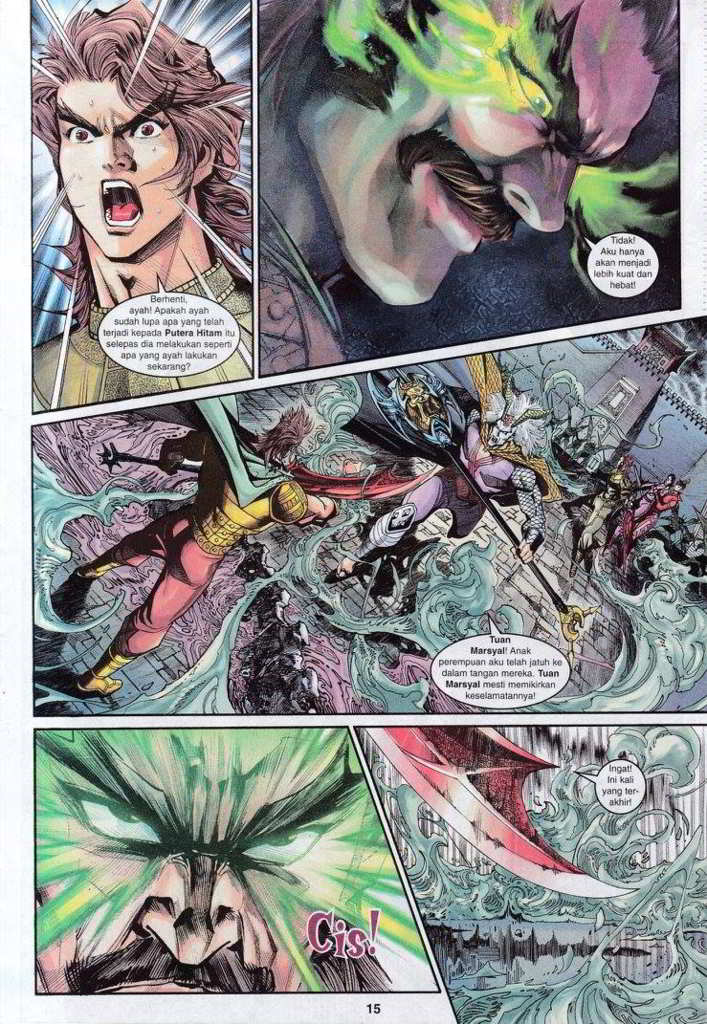 Berhenti,
ayah! Apakah ayah
sudah lupa apa yang telah
terjadi kepada Putera Hitam itu
selepas dia melakukan seperti
apa yang ayah lakukan
sekarang?
Tidak!
Aku hanya
akan menjadi
lebih kuat dan
hebat!
Tuan
Marsyal! Anak
perempuan aku telah jatuh ke
dalam tangan mereka. Tuan
Marsyal mesti memikirkan
keselamatannya!
Cis!
Ingat!
Ini kali
yang ter-
akhir!
15